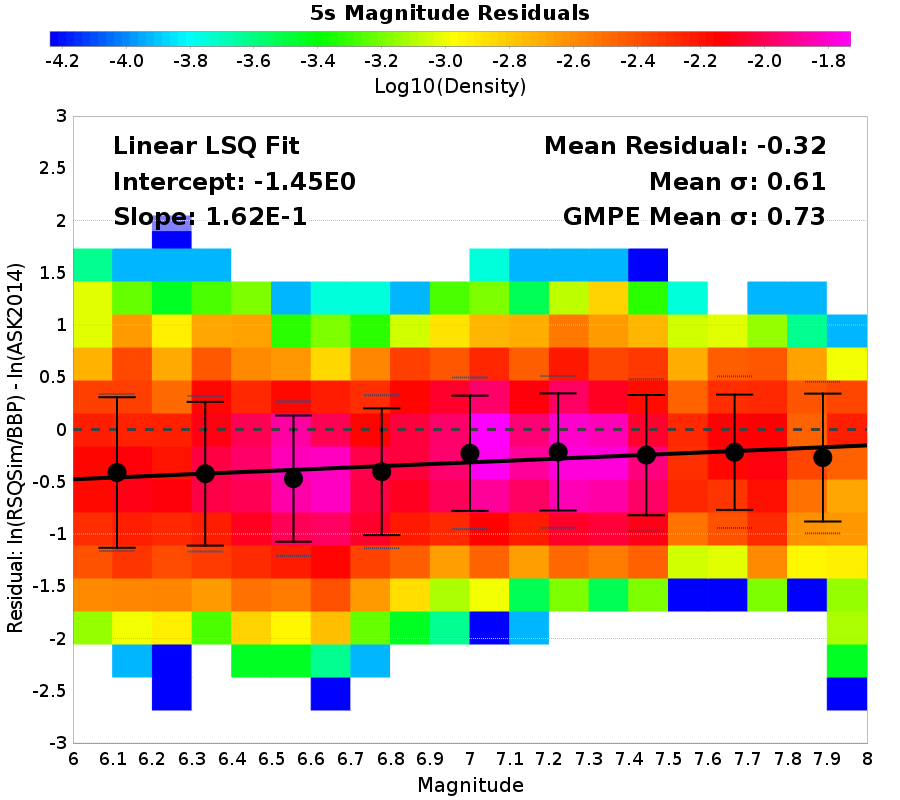 5s Magnitude Residuals
-4.2 -4.0 -3.8 -3.6 -3.4 -3.2 -3.0 -2.8 -2.6 -2.4 -2.2 -2.0 -1.8
Log10(Density)
Linear LSQ Fit
Intercept: -1.45E0
Slope: 1.62E-1
Mean Residual: -0.32
Mean σ: 0.61
GMPE Mean σ: 0.73
Residual: ln(RSQSim/BBP) - ln(ASK2014)
3
2.5
2
1.5
1
0.5
0
-0.5
-1
-1.5
-2
-2.5
-3
6 6.1 6.2 6.3 6.4 6.5 6.6 6.7 6.8 6.9 7 7.1 7.2 7.3 7.4 7.5 7.6 7.7 7.8 7.9 8
Magnitude